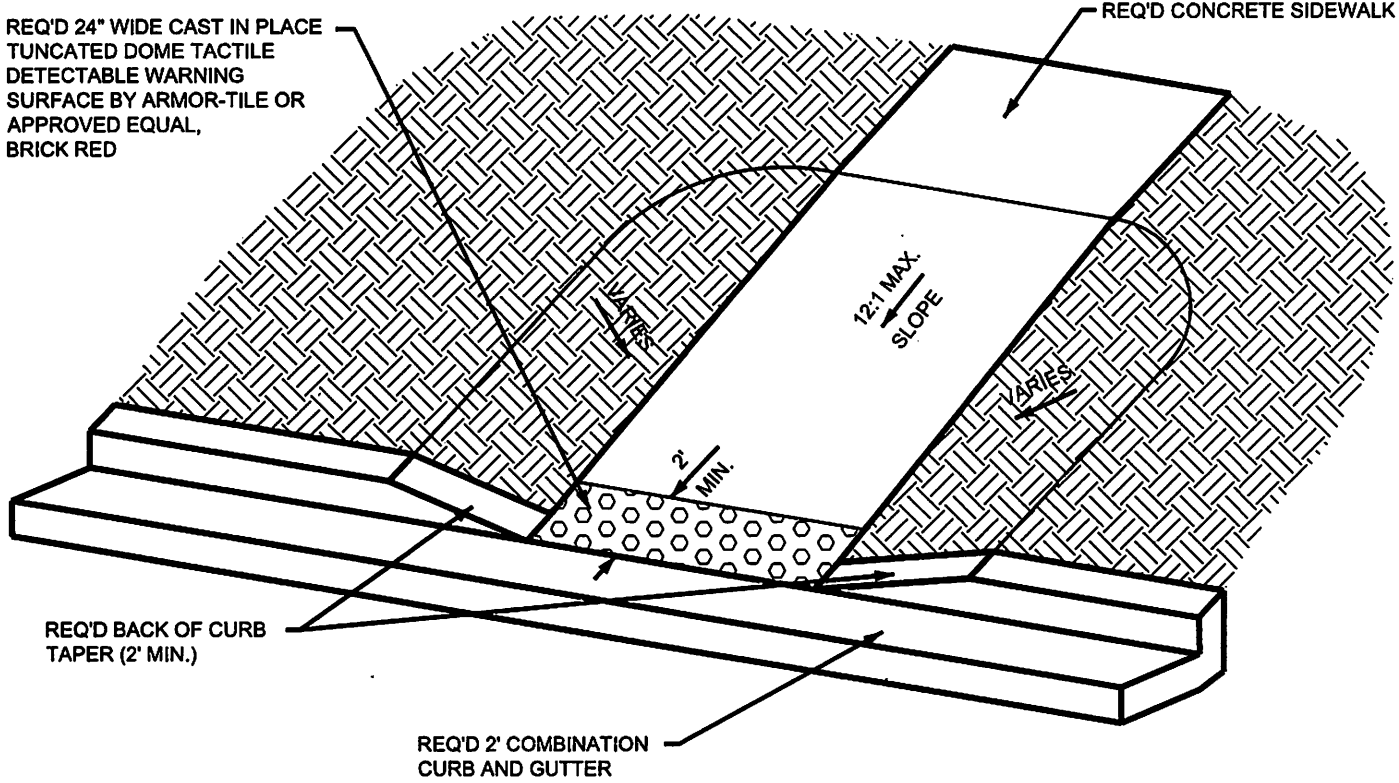 REQ'D 24" WIDE CAST IN PLACE
TUNCATED DOME TACTILE
DETECTABLE WARNING
SURFACE BY ARMOR-TILE OR
APPROVED EQUAL,
BRICK RED
REQ'D CONCRETE SIDEWALK
VARIES
12:1 MAX.
SLOPE
VARIES
2'
MIN.
REQ'D BACK OF CURB
TAPER (2' MIN.)
REQ'D 2' COMBINATION
CURB AND GUTTER